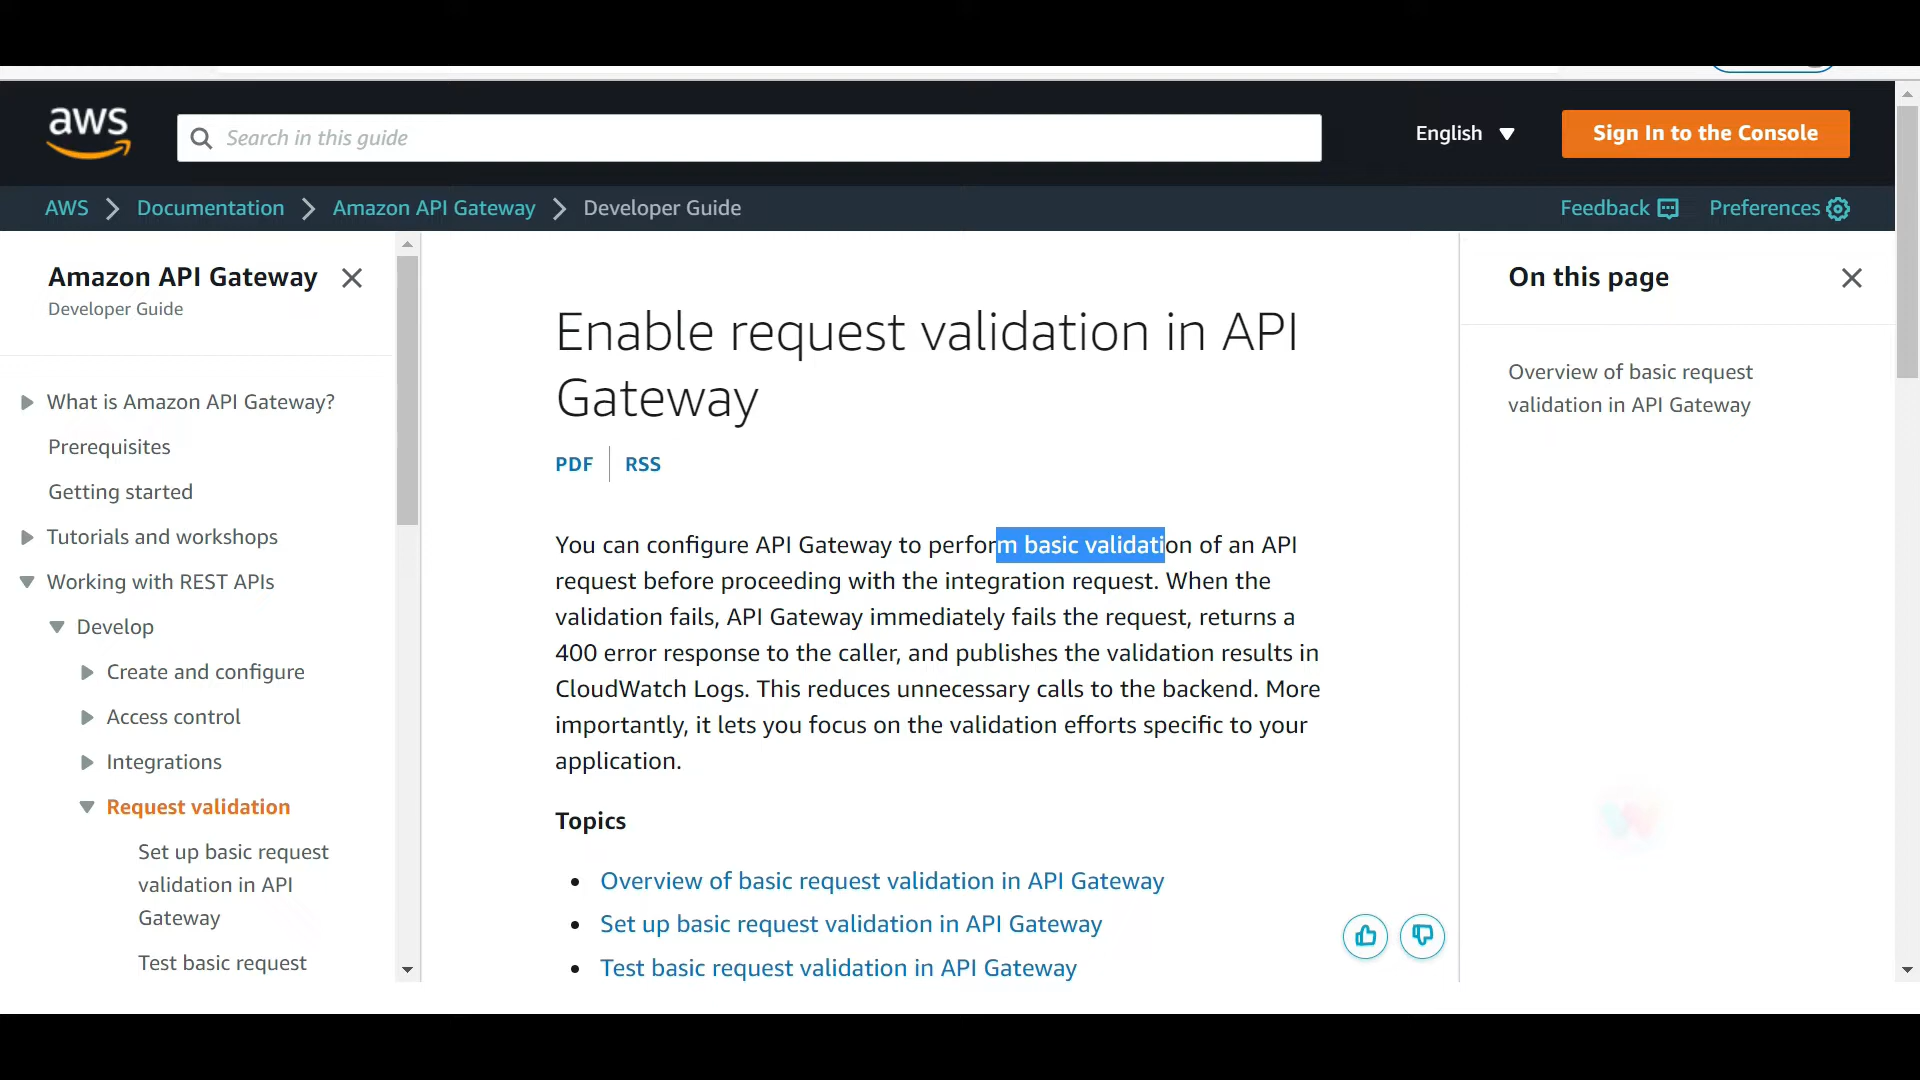 aws
Search in this guide
English
Sign In to the Console
AWS Documentation Amazon API Gateway Developer Guide
Feedback Preferences
Amazon API Gateway
Developer Guide
What is Amazon API Gateway?
Prerequisites
Getting started
Tutorials and workshops
Working with REST APIs
Develop
Create and configure
Access control
Integrations
Request validation
Set up basic request
validation in API
Gateway
Test basic request
Enable request validation in API
Gateway
PDF RSS
You can configure API Gateway to perform basic validation of an API
request before proceeding with the integration request. When the
validation fails, API Gateway immediately fails the request, returns a
400 error response to the caller, and publishes the validation results in
CloudWatch Logs. This reduces unnecessary calls to the backend. More
importantly, it lets you focus on the validation efforts specific to your
application.
Topics
Overview of basic request validation in API Gateway
Set up basic request validation in API Gateway
Test basic request validation in API Gateway
On this page
Overview of basic request
validation in API Gateway